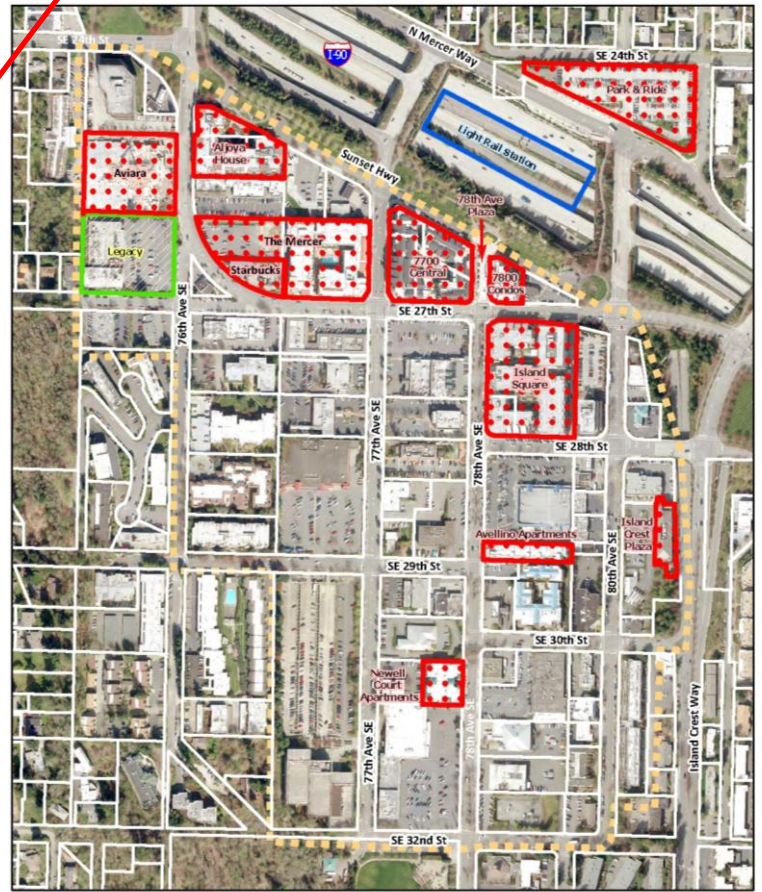 SE 24th St
I-90
N Mercer Way
SE 24th St
Park & Ride
Light Rail Station
Aljoya
House
Sunset Hwy
Aviara
78th Ave
Plaza
Legacy
The Mercer
Starbucks
7700
Central
7800
Condos
76th Ave SE
SE 27th St
Island
Square
77th Ave SE
78th Ave SE
SE 28th St
Avellino Apartments
Island
Crest
Plaza
80th Ave SE
SE 29th St
SE 30th St
Newell
Court
Apartments
77th Ave SE
78th Ave SE
Island Crest Way
SE 32nd St